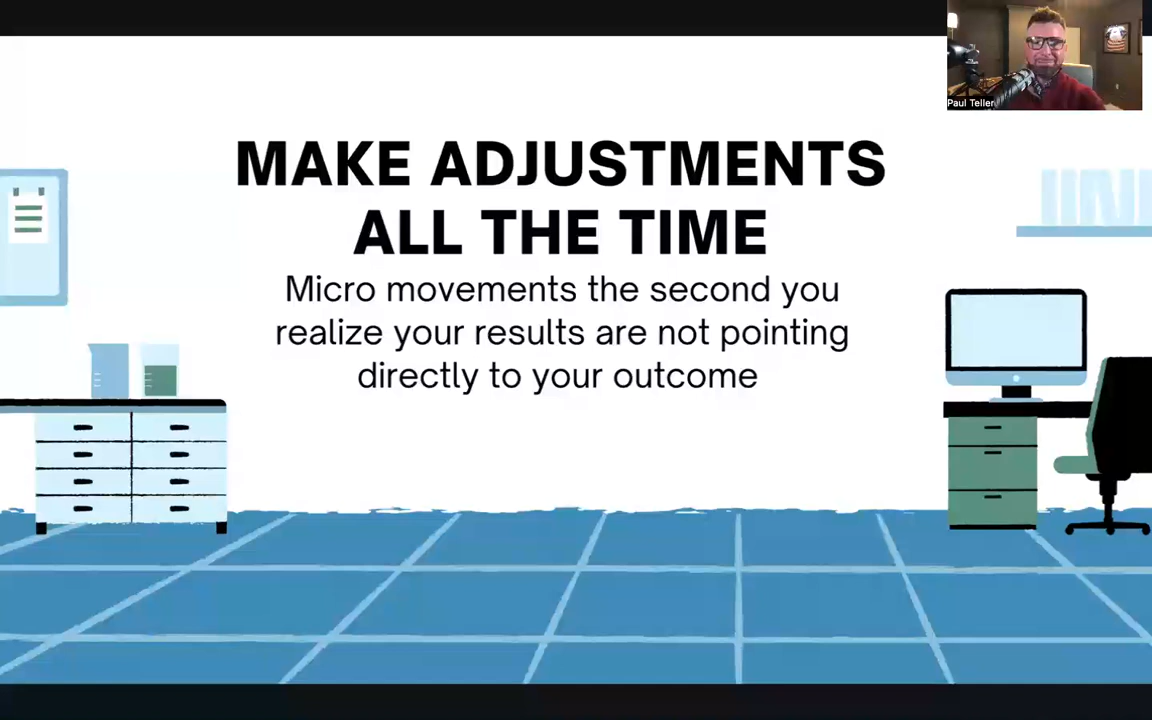 Paul Teller
MAKE ADJUSTMENTS
ALL THE TIME
Micro movements the second you
realize your results are not pointing
directly to your outcome